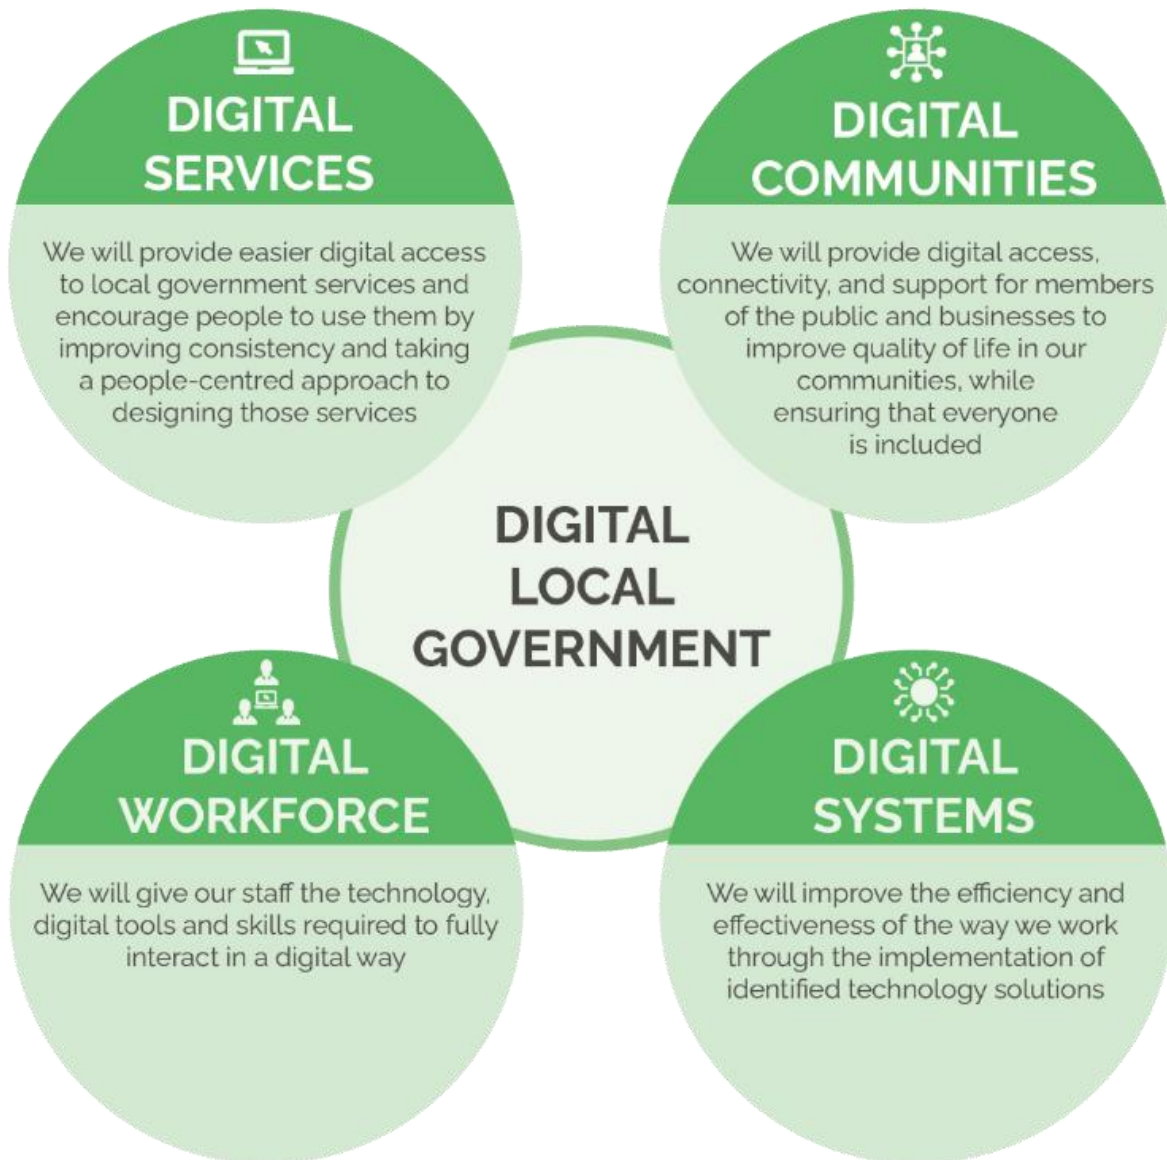 DIGITAL
SERVICES
We will provide easier digital access
to local government services and
encourage people to use them by
improving consistency and taking
a people-centred approach to
designing those services
DIGITAL
COMMUNITIES
We will provide digital access,
connectivity, and support for members
of the public and businesses to
improve quality of life in our
communities, while
ensuring that everyone
is included
DIGITAL
LOCAL
GOVERNMENT
DIGITAL
WORKFORCE
We will give our staff the technology,
digital tools and skills required to fully
interact in a digital way
DIGITAL
SYSTEMS
We will improve the efficiency and
effectiveness of the way we work
through the implementation of
identified technology solutions